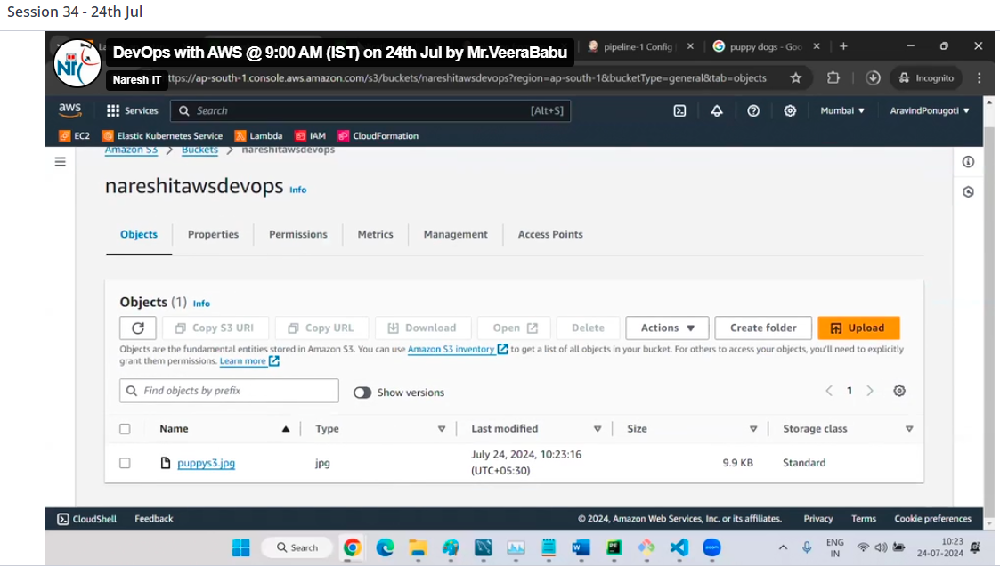 Session 34 - 24th Jul
DevOps with AWS @ 9:00 AM (IST) on 24th Jul by Mr.VeeraBabu
pipeline-1 Config
puppy dogs - Goo
Naresh IT
ttps://ap-south-1.console.aws.amazon.com/s3/buckets/nareshitawsdevops?region=ap-south-1&bucketType=general&tab=objects
Incognito
aws
Services
Search
[Alt+S]
Mumbai
AravindPonugoti
EC2
Elastic Kubernetes Service
Lambda
IAM
CloudFormation
Amazon S3 > Buckets > nareshitawsdevops
nareshitawsdevops Info
Objects
Properties
Permissions
Metrics
Management
Access Points
Objects (1) Info
Copy S3 URI
Copy URL
Download
Open
Delete
Actions
Create folder
Upload
Objects are the fundamental entities stored in Amazon S3. You can use Amazon S3 inventory to get a list of all objects in your bucket. For others to access your objects, you'll need to explicitly
grant them permissions. Learn more
Find objects by prefix
Show versions
1
Name
Type
Last modified
Size
Storage class
puppys3.jpg
jpg
July 24, 2024, 10:23:16
(UTC+05:30)
9.9 KB
Standard
CloudShell
Feedback
© 2024, Amazon Web Services, Inc. or its affiliates.
Privacy
Terms
Cookie preferences
Search
ENG
IN
10:23
24-07-2024